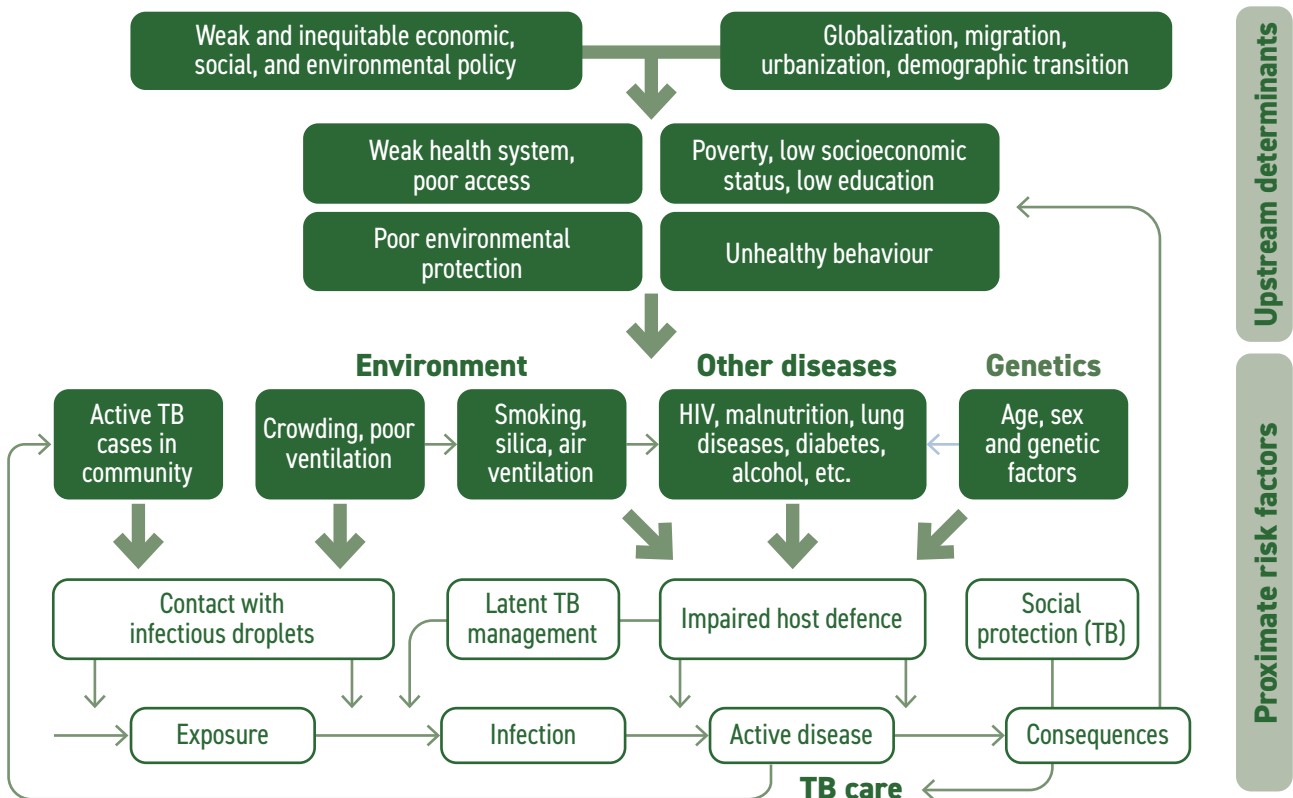 Weak and inequitable economic,
social, and environmental policy
Globalization, migration,
urbanization, demographic transition
Weak health system,
poor access
Poverty, low socioeconomic
status, low education
Poor environmental
protection
Unhealthy behaviour
Upstream determinants
Environment
Other diseases
Genetics
Active TB
cases in
community
Crowding, poor
ventilation
Smoking,
silica, air
ventilation
HIV, malnutrition, lung
diseases, diabetes,
alcohol, etc.
Age, sex
and genetic
factors
Contact with
infectious droplets
Latent TB
management
Impaired host defence
Social
protection (TB)
Exposure
Infection
Active disease
Consequences
TB care
Proximate risk factors